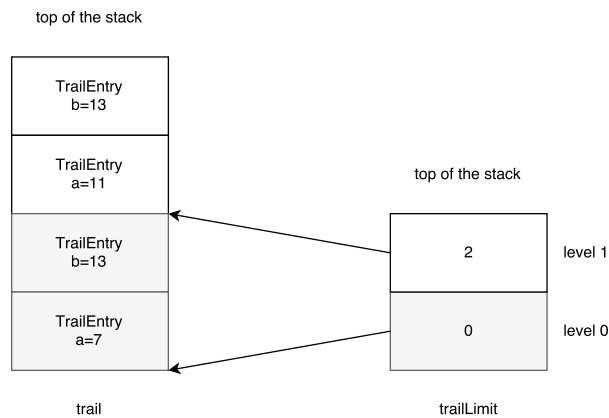 top of the stack
TrailEntry
b=13
TrailEntry
a=11
TrailEntry
b=13
TrailEntry
a=7
trail
top of the stack
2
level 1
0
level 0
trailLimit